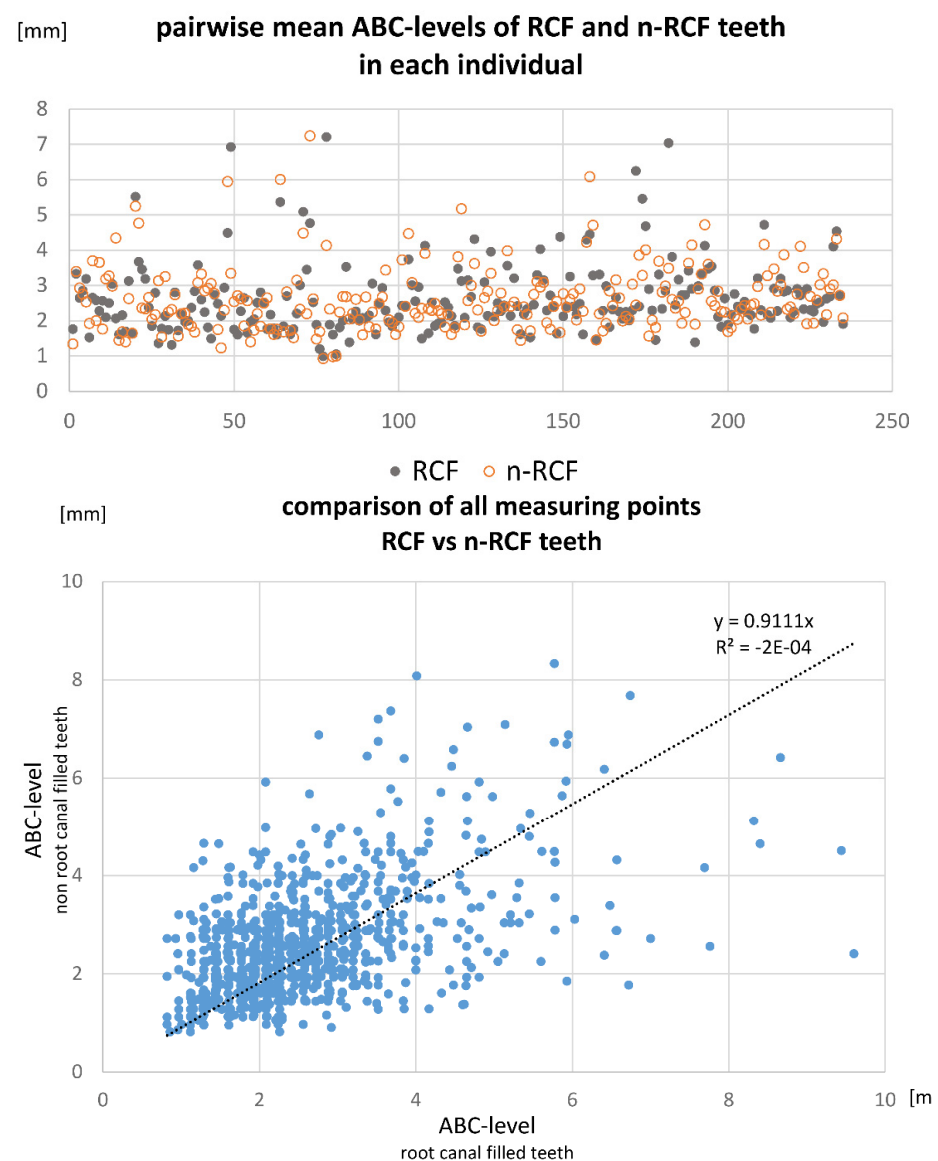 [mm]
pairwise mean ABC-levels of RCF and n-RCF teeth
in each individual
8
7
6
5
4
3
2
1
0
0 50 100 150 200 250
RCF n-RCF
[mm]
comparison of all measuring points
RCF vs n-RCF teeth
10
y = 0.9111x
R² = -2E-04
8
6
ABC-level
non root canal filled teeth
4
2
0
0 2 4 6 8 10 [m
ABC-level
root canal filled teeth